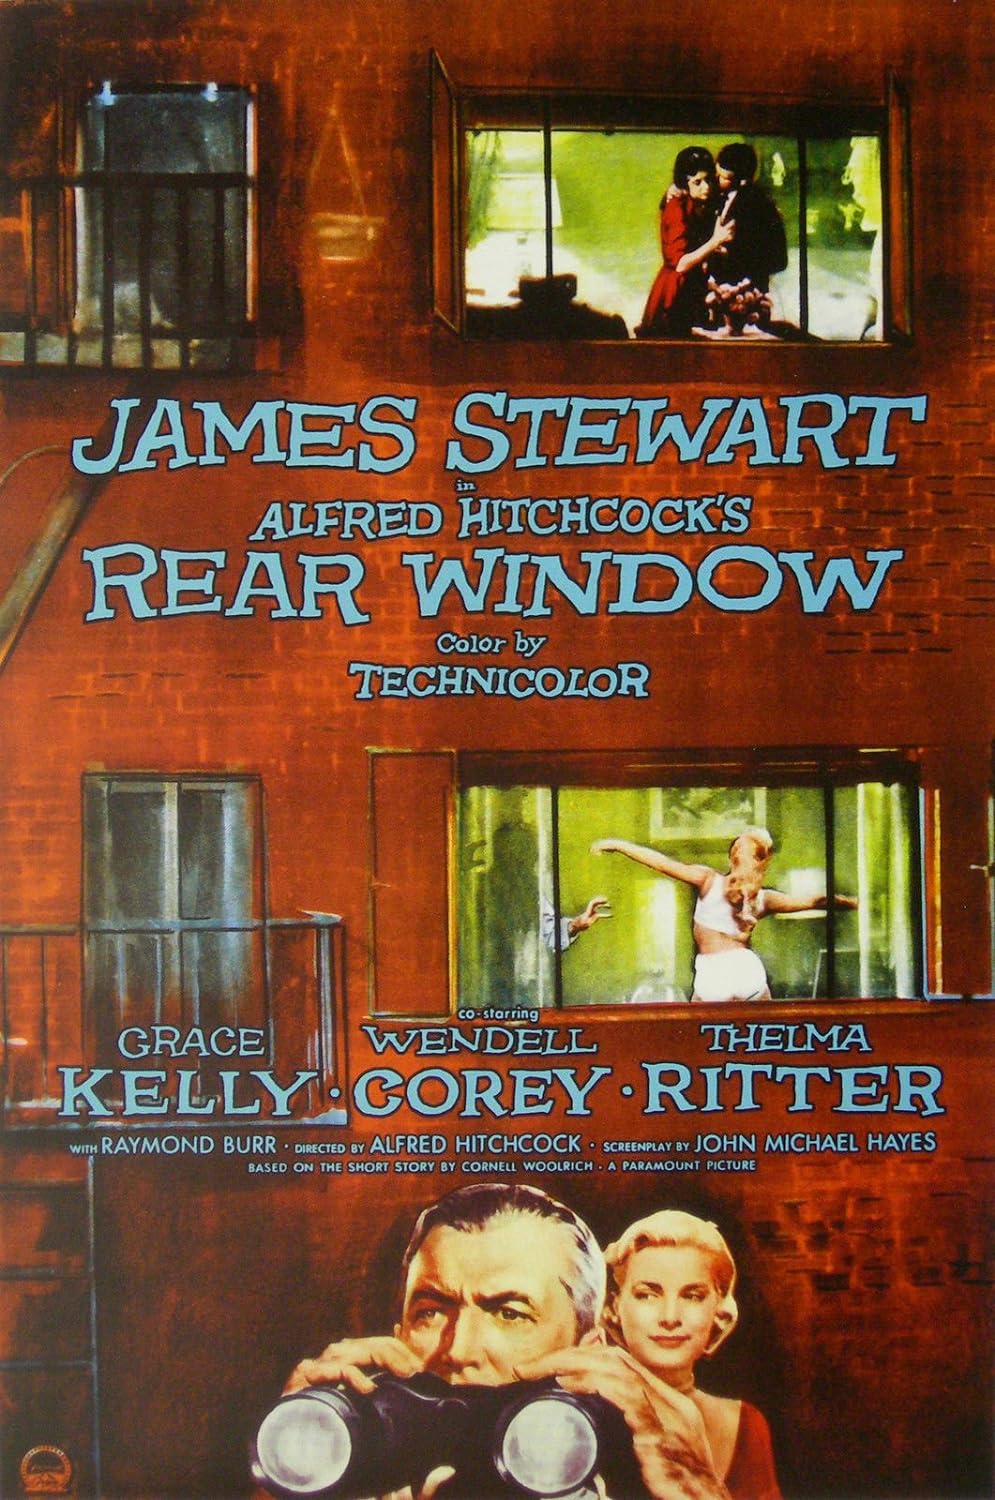 JAMES STEWART
in
ALFRED HITCHCOCK'S
REAR WINDOW
Color by
TECHNICOLOR
co-starring
GRACE KELLY · WENDELL COREY · THELMA RITTER
WITH RAYMOND BURR · DIRECTED BY ALFRED HITCHCOCK · SCREENPLAY BY JOHN MICHAEL HAYES
BASED ON THE SHORT STORY BY CORNELL WOOLRICH · A PARAMOUNT PICTURE